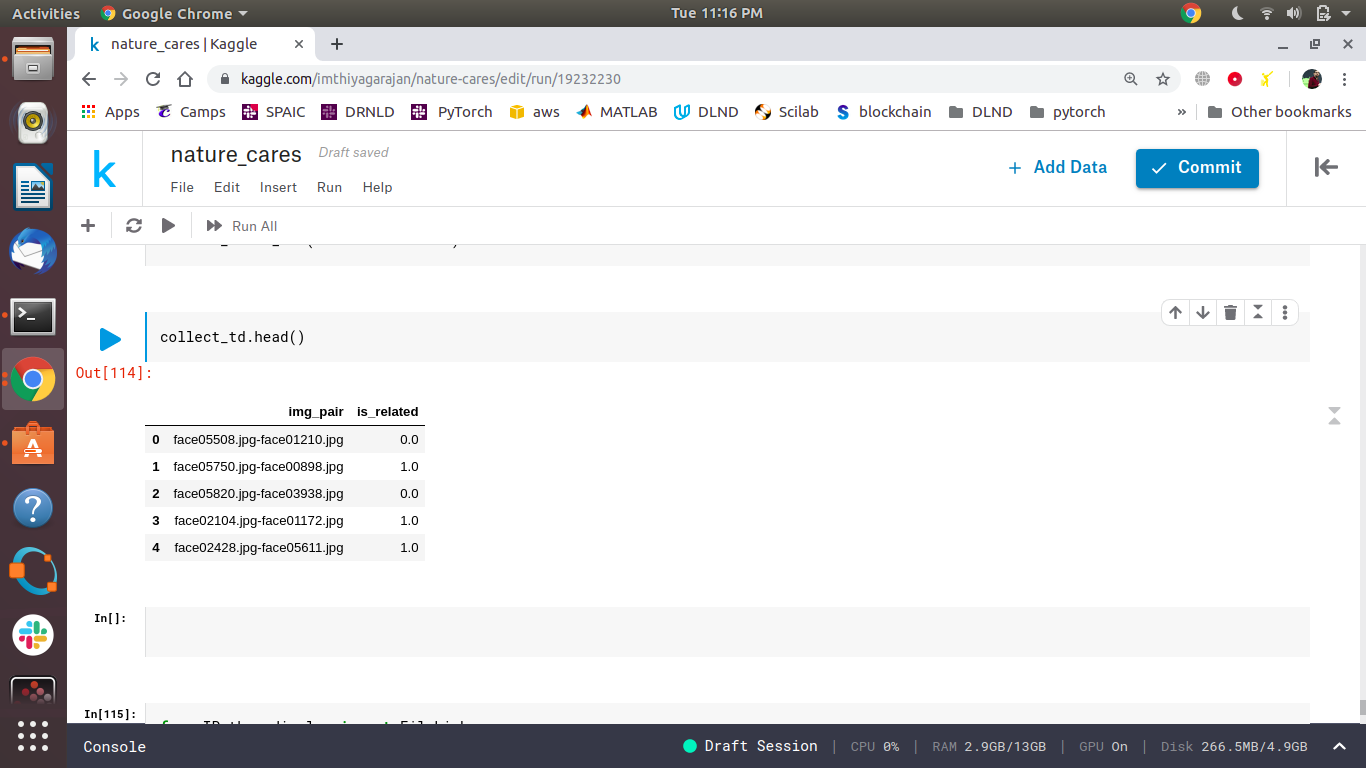 Activities Google Chrome Tue 11:16 PM
nature_cares | Kaggle
kaggle.com/imthiyagarajan/nature-cares/edit/run/19232230
Apps Camps SPAIC DRNLD PyTorch aws MATLAB DLND Scilab blockchain DLND pytorch » Other bookmarks
nature_cares Draft saved
File Edit Insert Run Help
+ Add Data Commit
Run All
collect_td.head()
Out[114]:
img_pair is_related
0 face05508.jpg-face01210.jpg 0.0
1 face05750.jpg-face00898.jpg 1.0
2 face05820.jpg-face03938.jpg 0.0
3 face02104.jpg-face01172.jpg 1.0
4 face02428.jpg-face05611.jpg 1.0
In[]:
In[115]:
Console Draft Session | CPU 0% | RAM 2.9GB/13GB | GPU On | Disk 266.5MB/4.9GB